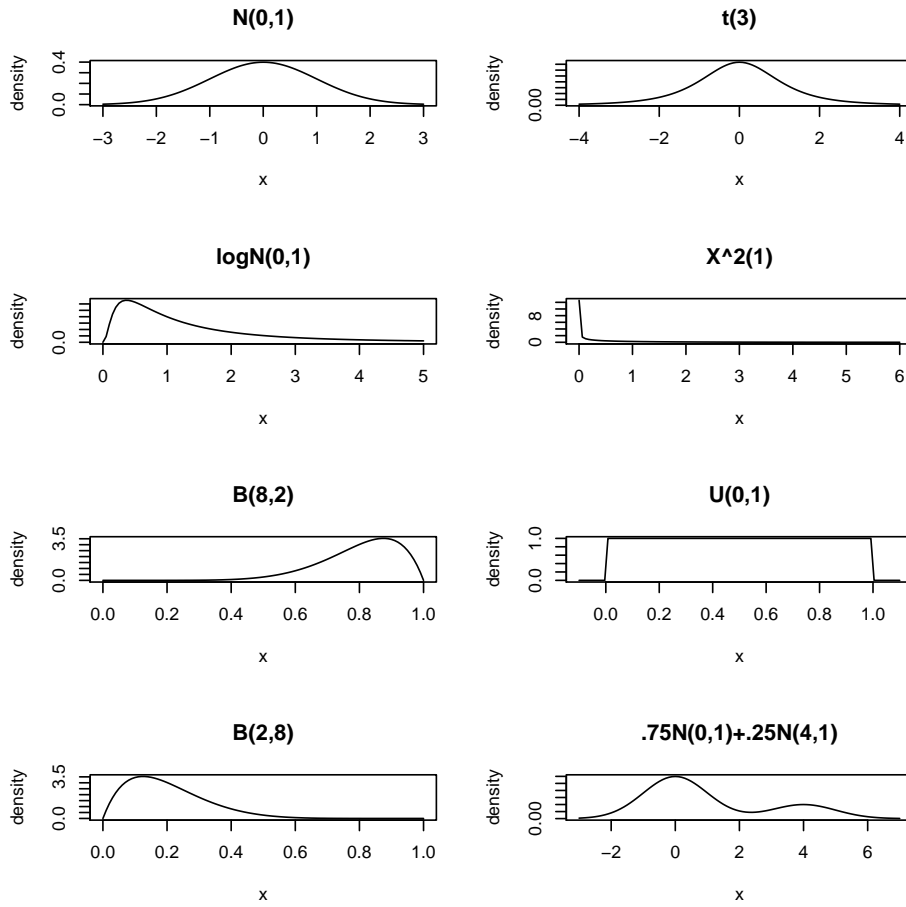 N(0,1)
density
0.0 0.4
−3 −2 −1 0 1 2 3
x
t(3)
density
0.00
−4 −2 0 2 4
x
logN(0,1)
density
0.0
0 1 2 3 4 5
x
X^2(1)
density
0 8
0 1 2 3 4 5 6
x
B(8,2)
density
0.0 3.5
0.0 0.2 0.4 0.6 0.8 1.0
x
U(0,1)
density
0.0 1.0
0.0 0.2 0.4 0.6 0.8 1.0
x
B(2,8)
density
0.0 3.5
0.0 0.2 0.4 0.6 0.8 1.0
x
.75N(0,1)+.25N(4,1)
density
0.00
−2 0 2 4 6
x